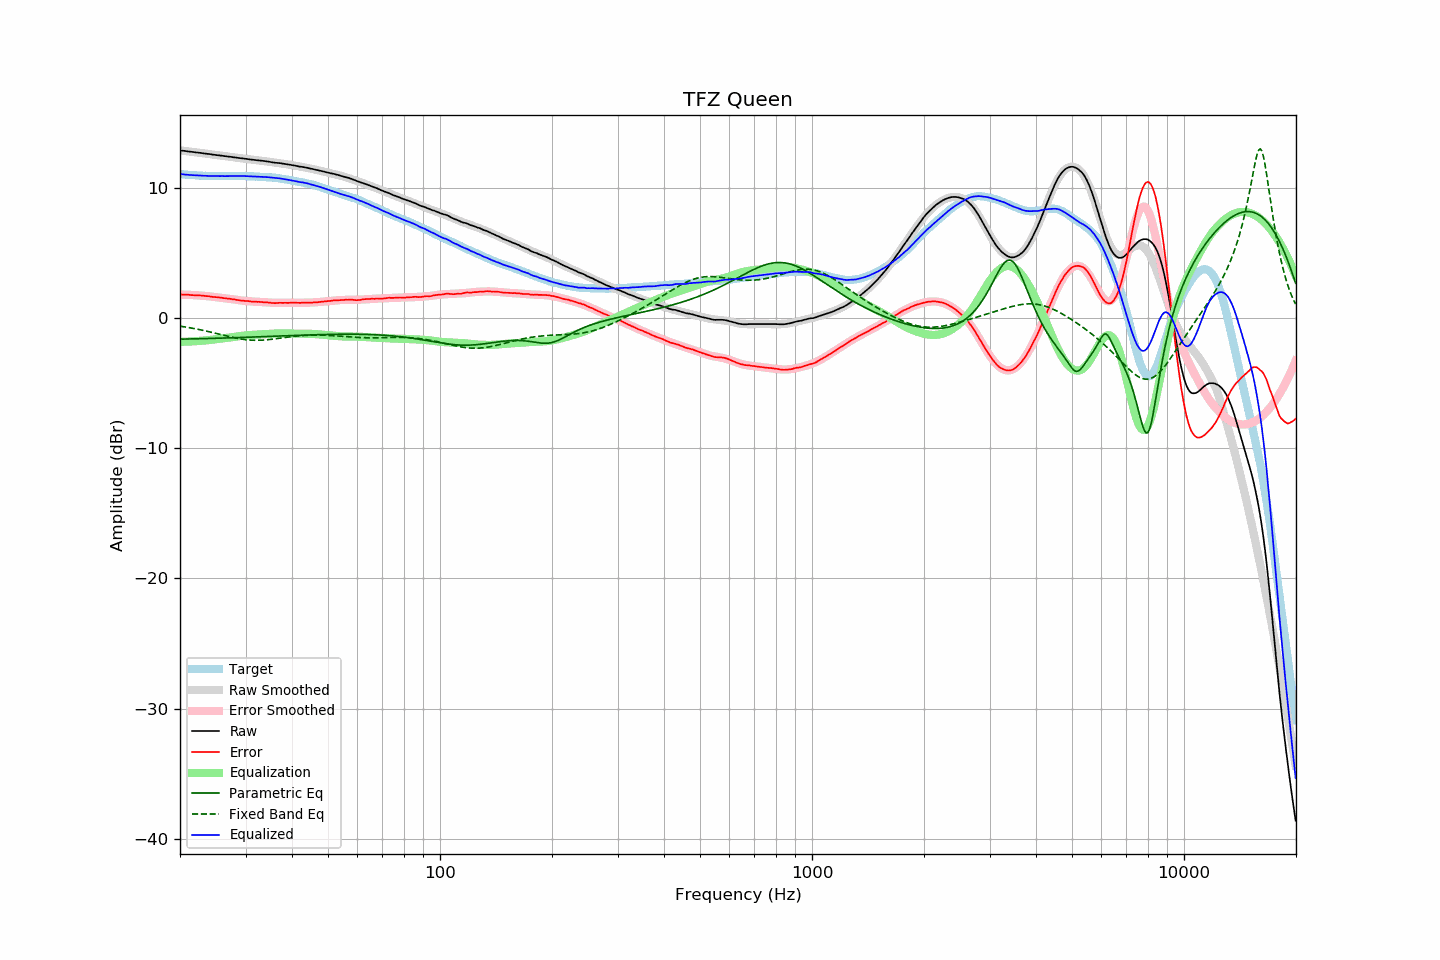 TFZ Queen
10
0
−10
−20
−30
−40
Amplitude (dBr)
Target
Raw Smoothed
Error Smoothed
Raw
Error
Equalization
Parametric Eq
Fixed Band Eq
Equalized
100
1000
10000
Frequency (Hz)